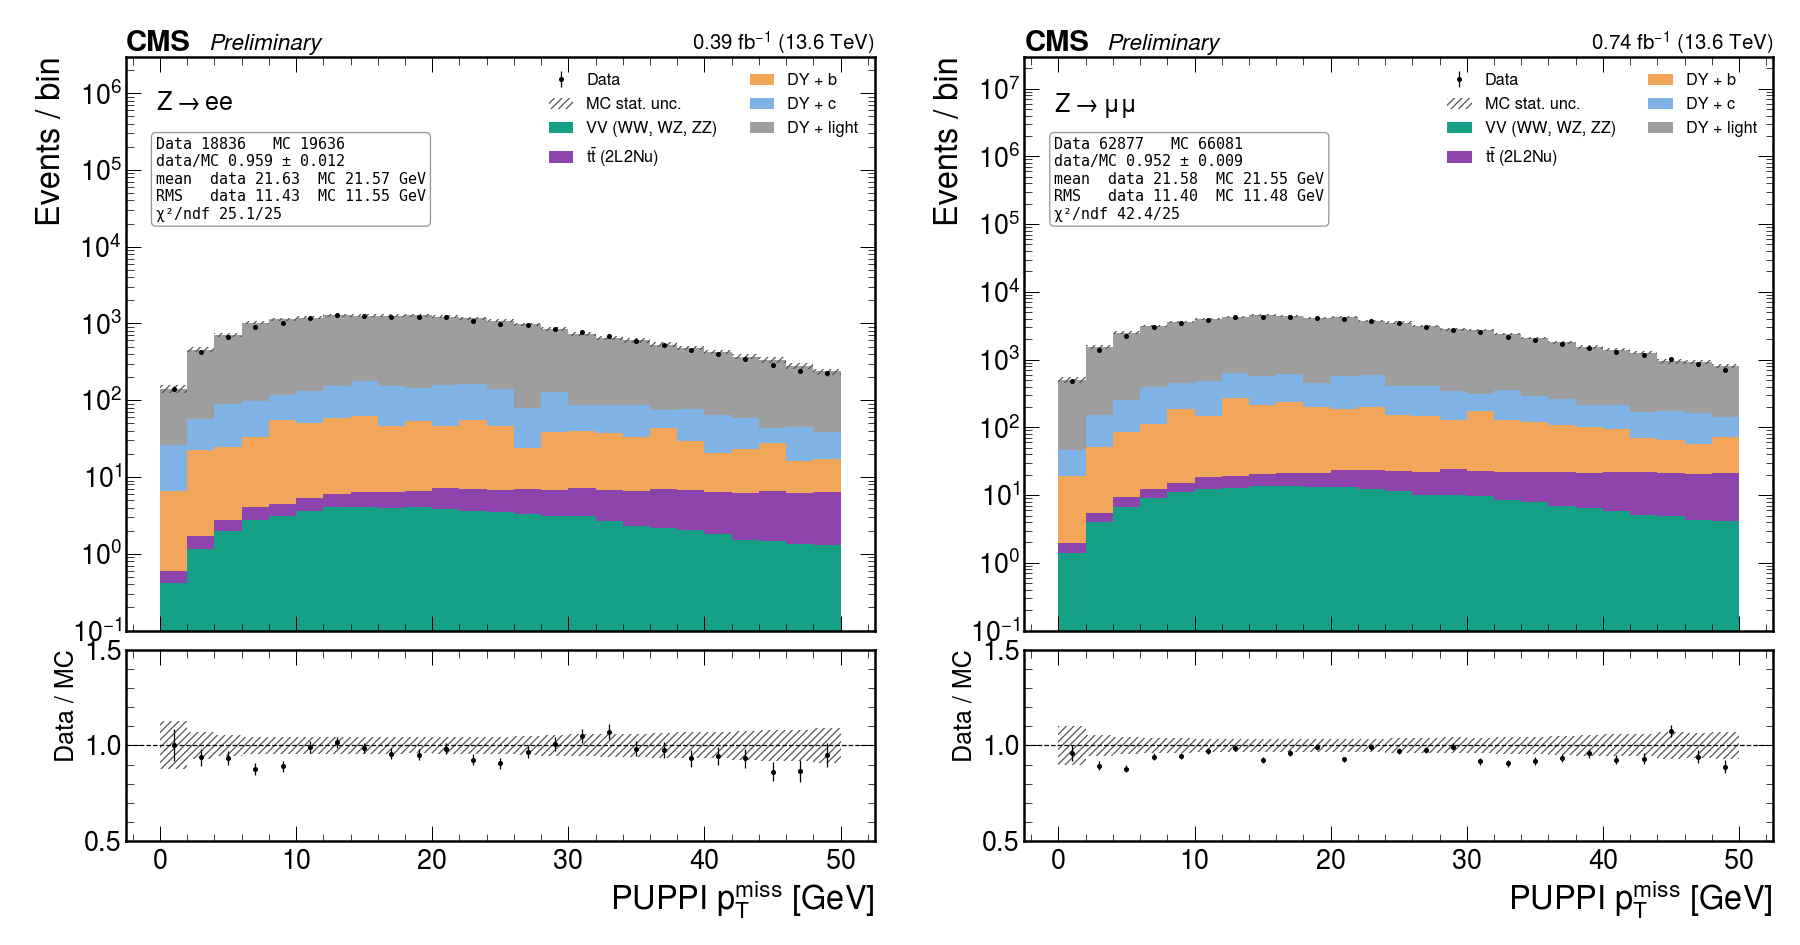 CMS Preliminary 0.39 fb⁻¹ (13.6 TeV)
Events / bin
Z→ee
Data 18836 MC 19636
data/MC 0.959 ± 0.012
mean data 21.63 MC 21.57 GeV
RMS data 11.43 MC 11.55 GeV
χ²/ndf 25.1/25
Data
MC stat. unc.
VV (WW, WZ, ZZ)
tt̄ (2L2Nu)
DY + b
DY + c
DY + light
10⁶
10⁵
10⁴
10³
10²
10¹
10⁰
10⁻¹
Data / MC
1.5
1.0
0.5
0 10 20 30 40 50
PUPPI p_T^miss [GeV]
CMS Preliminary 0.74 fb⁻¹ (13.6 TeV)
Events / bin
Z→μμ
Data 62877 MC 66081
data/MC 0.952 ± 0.009
mean data 21.58 MC 21.55 GeV
RMS data 11.40 MC 11.48 GeV
χ²/ndf 42.4/25
Data
MC stat. unc.
VV (WW, WZ, ZZ)
tt̄ (2L2Nu)
DY + b
DY + c
DY + light
10⁷
10⁶
10⁵
10⁴
10³
10²
10¹
10⁰
10⁻¹
Data / MC
1.5
1.0
0.5
0 10 20 30 40 50
PUPPI p_T^miss [GeV]